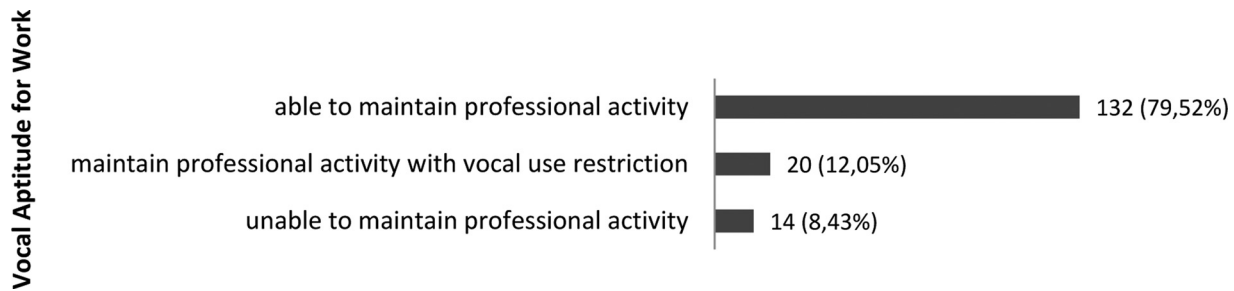 Vocal Aptitude for Work
able to maintain professional activity 132 (79,52%)
maintain professional activity with vocal use restriction 20 (12,05%)
unable to maintain professional activity 14 (8,43%)